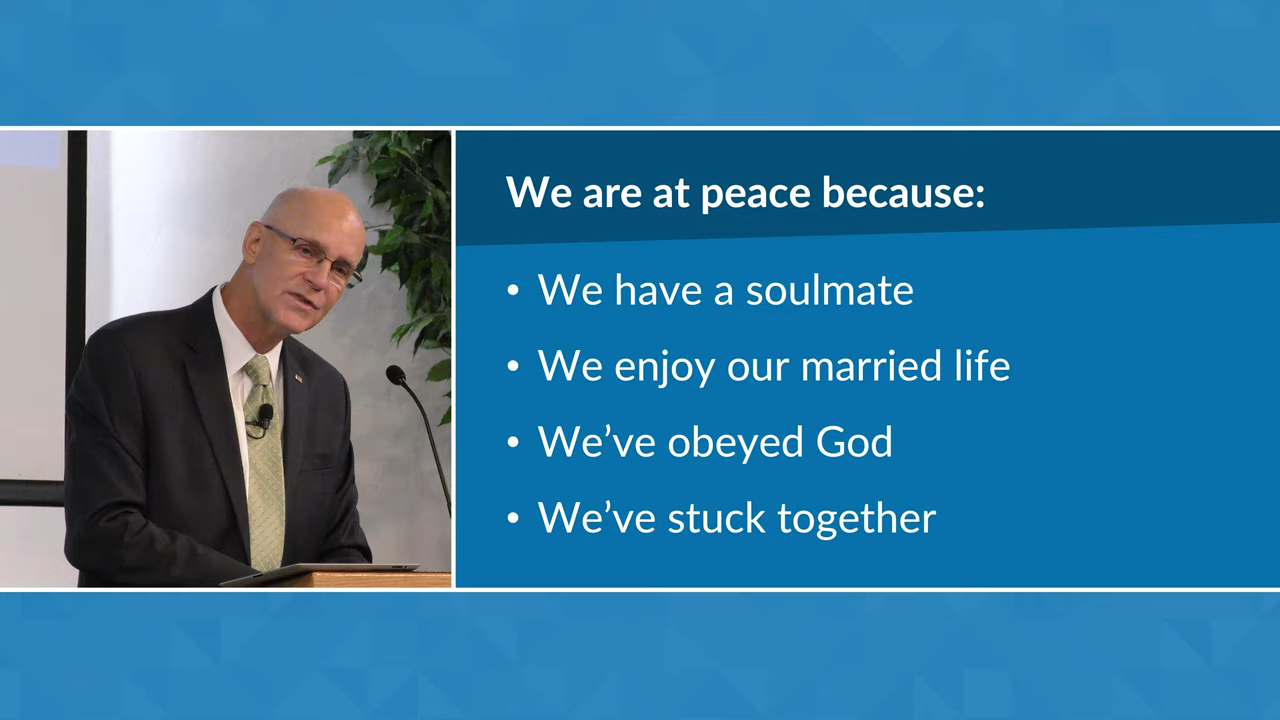 We are at peace because:
• We have a soulmate
• We enjoy our married life
• We’ve obeyed God
• We’ve stuck together